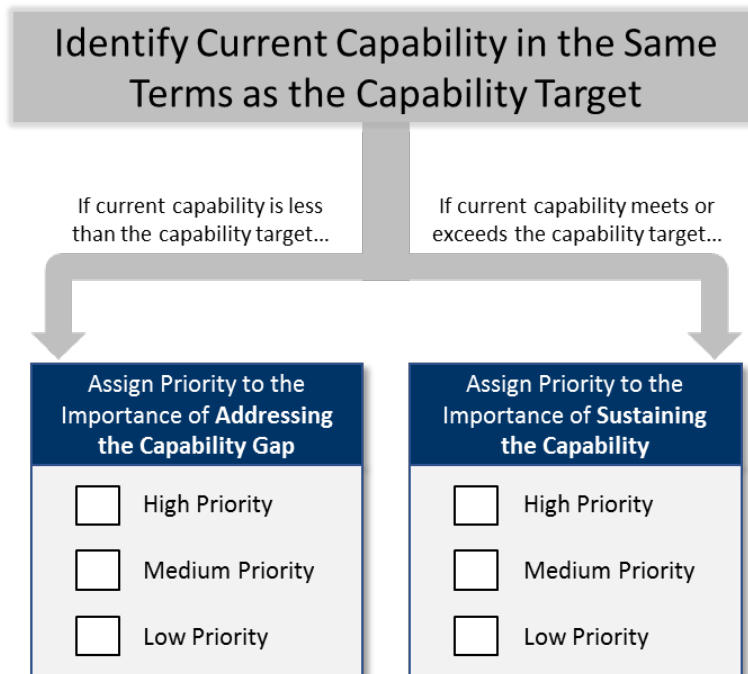 Identify Current Capability in the Same
Terms as the Capability Target
If current capability is less
than the capability target...
If current capability meets or
exceeds the capability target...
Assign Priority to the
Importance of Addressing
the Capability Gap
High Priority
Medium Priority
Low Priority
Assign Priority to the
Importance of Sustaining
the Capability
High Priority
Medium Priority
Low Priority